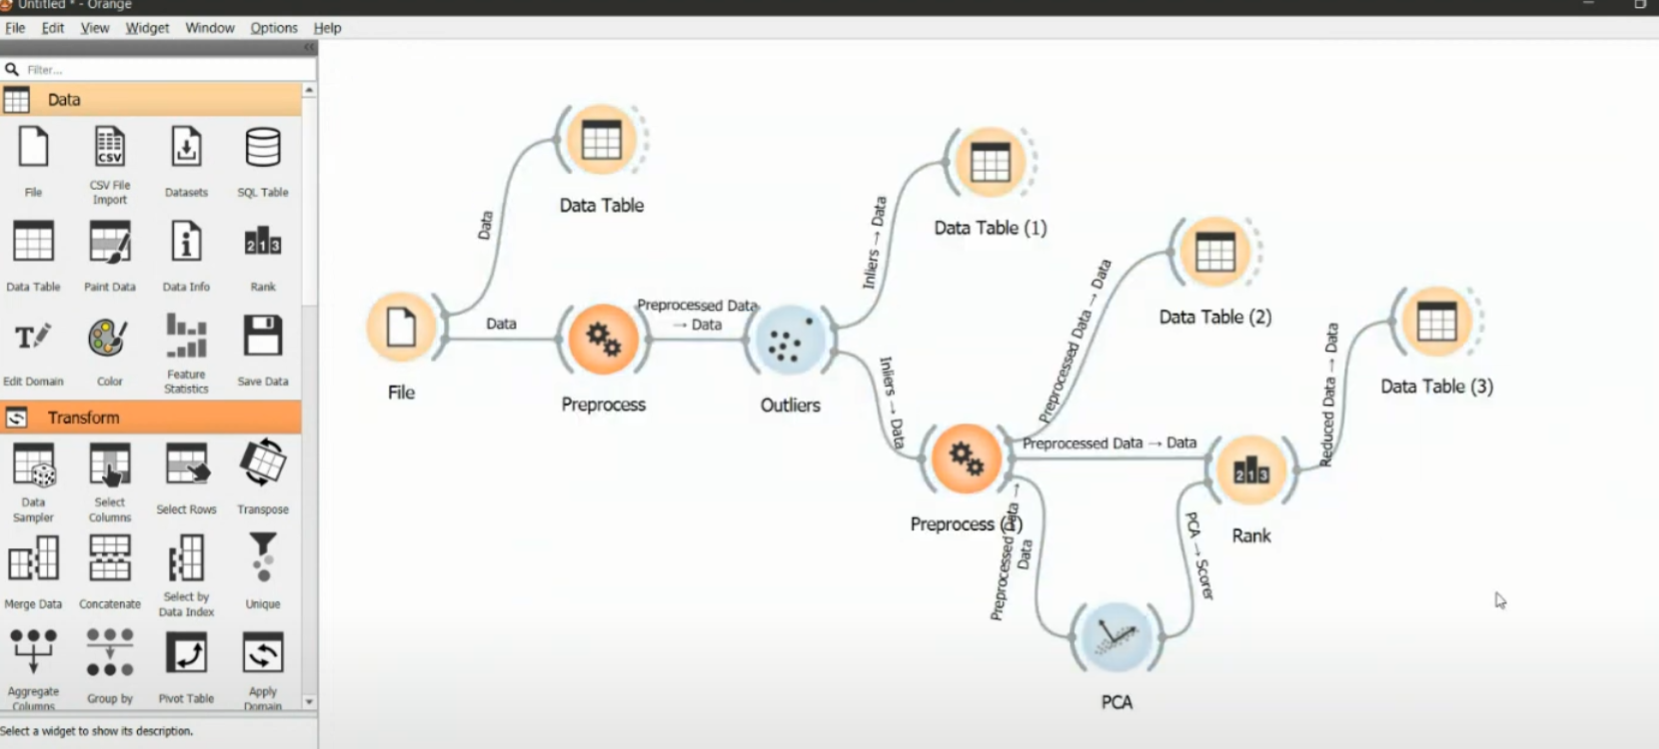 Untitled * - Orange
File Edit View Widget Window Options Help
Filter...
Data
File
CSV File
Import
Datasets
SQL Table
CSV
Data Table
Paint Data
Data Info
Rank
Edit Domain
Color
Feature
Statistics
Save Data
Transform
Data
Sampler
Select
Columns
Select Rows
Transpose
Merge Data
Concatenate
Select by
Data Index
Unique
Aggregate
Columns
Group by
Pivot Table
Apply
Domain
Select a widget to show its description.
Data
Data Table
File
Data
Preprocess
Preprocessed Data
→ Data
Outliers
Inliers → Data
Data Table (1)
Inliers → Data
Preprocess (1)
Preprocessed Data → Data
Data Table (2)
Preprocessed Data → Data
Preprocessed Data →
Data
PCA
PCA → Scorer
213
Rank
Reduced Data → Data
Data Table (3)